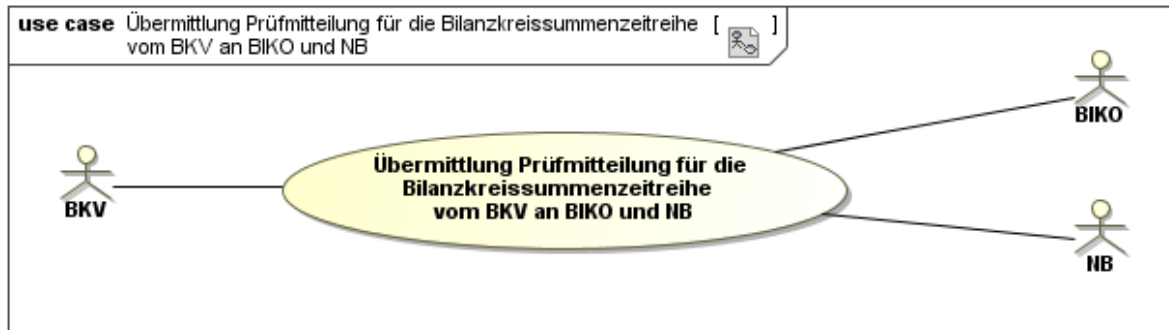 use case Übermittlung Prüfmitteilung für die Bilanzkreissummenzeitreihe [ ]
vom BKV an BIKO und NB
BIKO
Übermittlung Prüfmitteilung für die
Bilanzkreissummenzeitreihe
vom BKV an BIKO und NB
BKV
NB